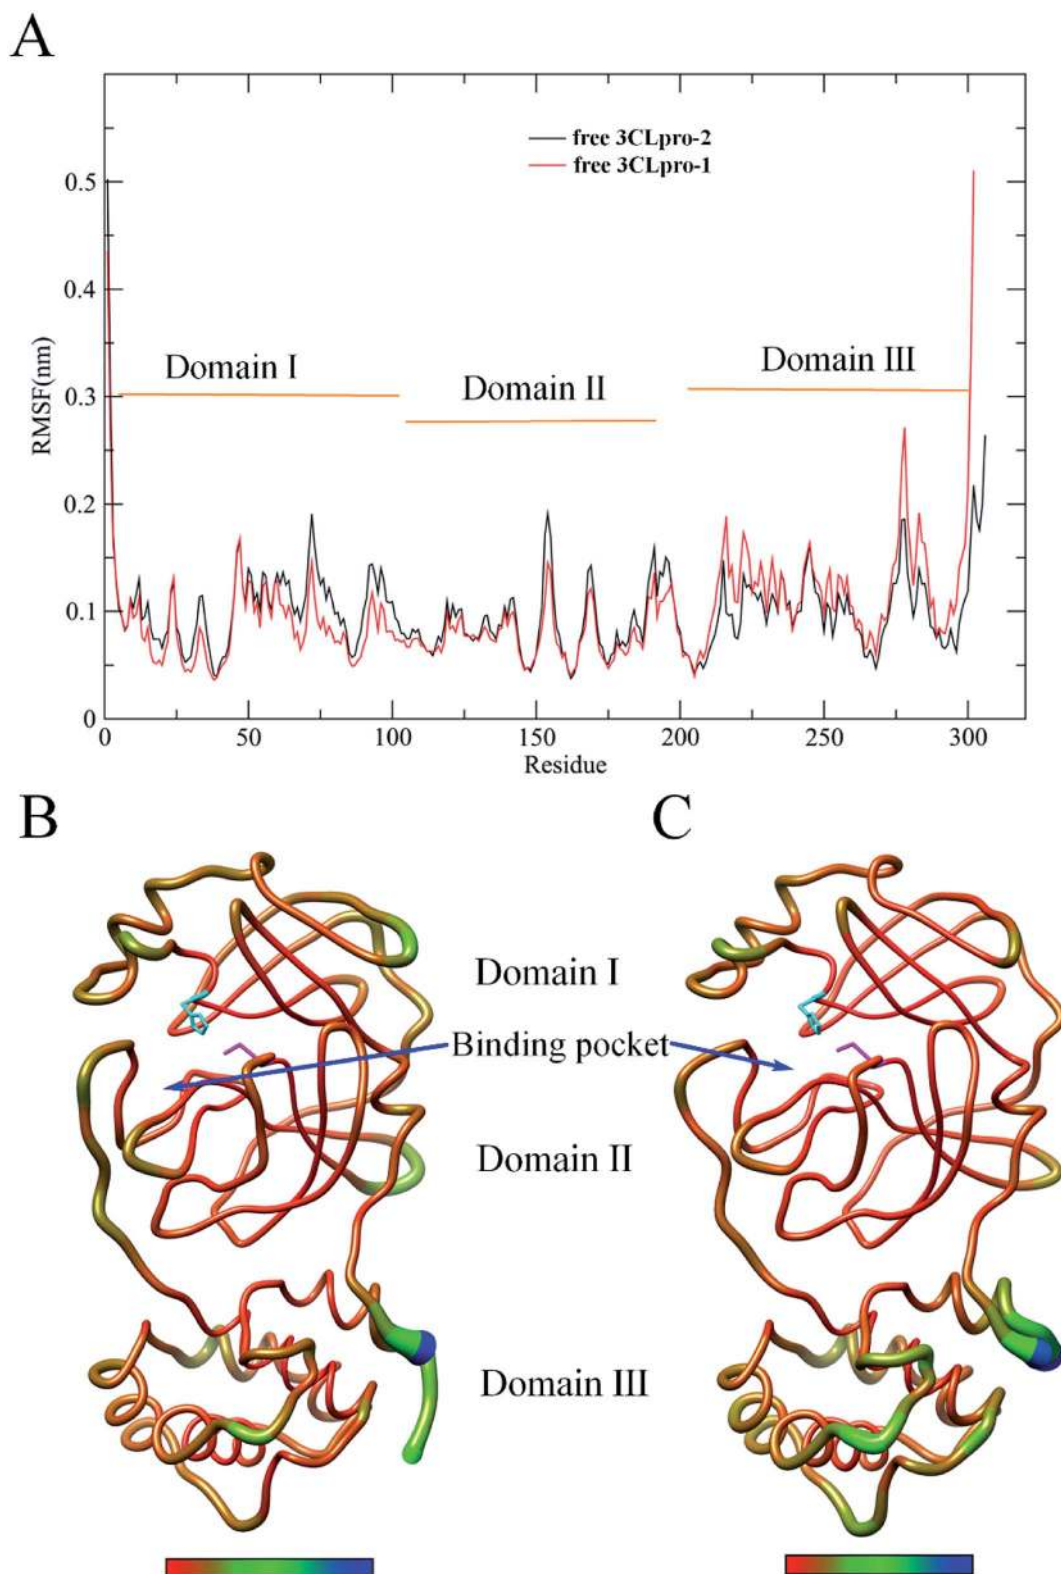 A
free 3CLpro-2
free 3CLpro-1
0.5
0.4
0.3
0.2
0.1
0
RMSF(nm)
Domain I
Domain II
Domain III
0 50 100 150 200 250 300
Residue
B
C
Domain I
Binding pocket
Domain II
Domain III